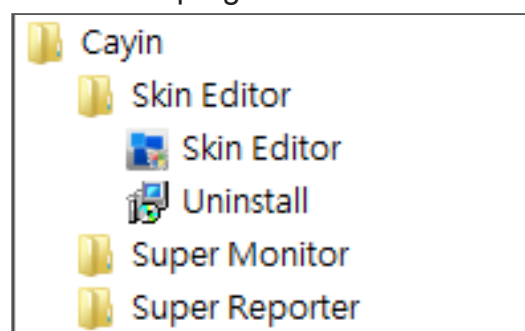 Cayin
Skin Editor
Skin Editor
Uninstall
Super Monitor
Super Reporter